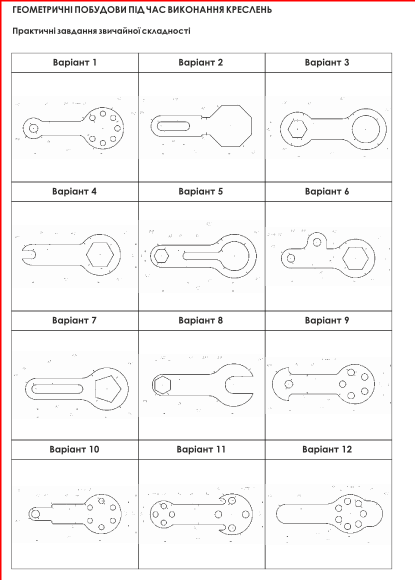 ГЕОМЕТРИЧНІ ПОБУДОВИ ПІД ЧАС ВИКОНАННЯ КРЕСЛЕНЬ
Практичні завдання звичайної складності
Варіант 1 Варіант 2 Варіант 3
Варіант 4 Варіант 5 Варіант 6
Варіант 7 Варіант 8 Варіант 9
Варіант 10 Варіант 11 Варіант 12